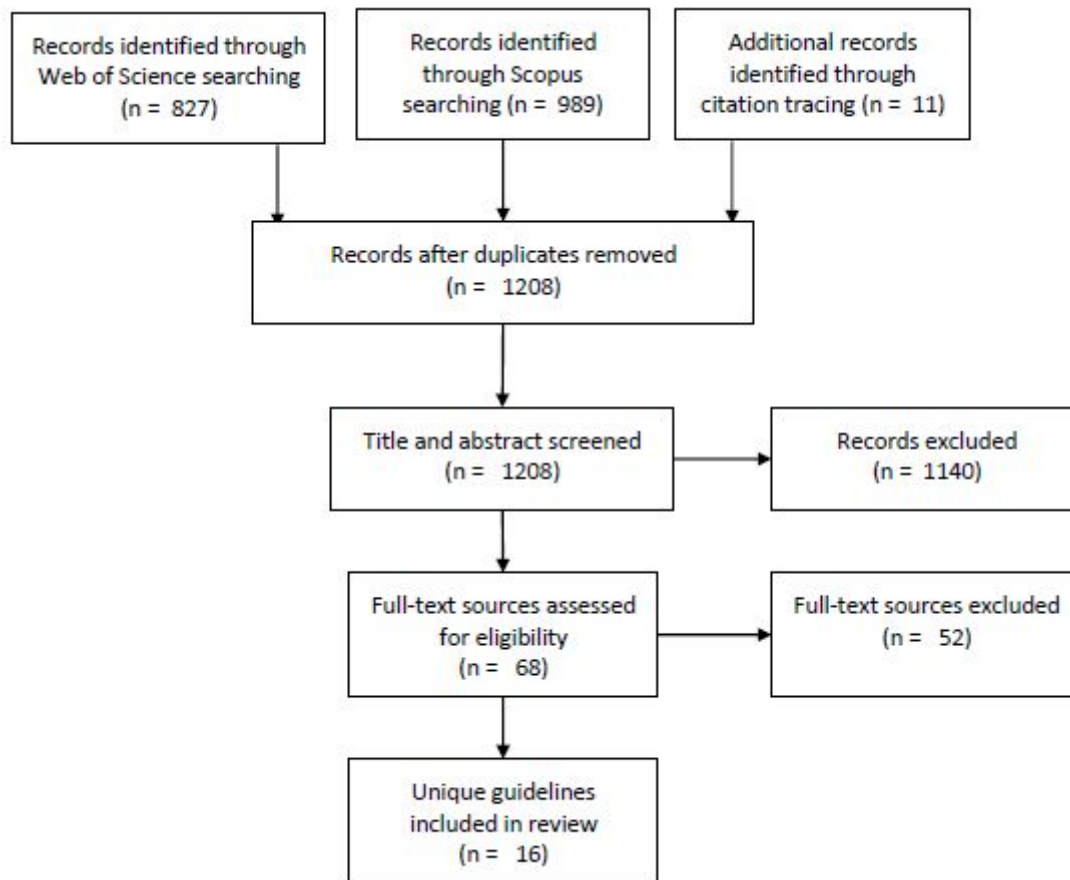 Records identified through
Web of Science searching
(n = 827)
Records identified
through Scopus
searching (n = 989)
Additional records
identified through
citation tracing (n = 11)
Records after duplicates removed
(n = 1208)
Title and abstract screened
(n = 1208)
Records excluded
(n = 1140)
Full-text sources assessed
for eligibility
(n = 68)
Full-text sources excluded
(n = 52)
Unique guidelines
included in review
(n = 16)